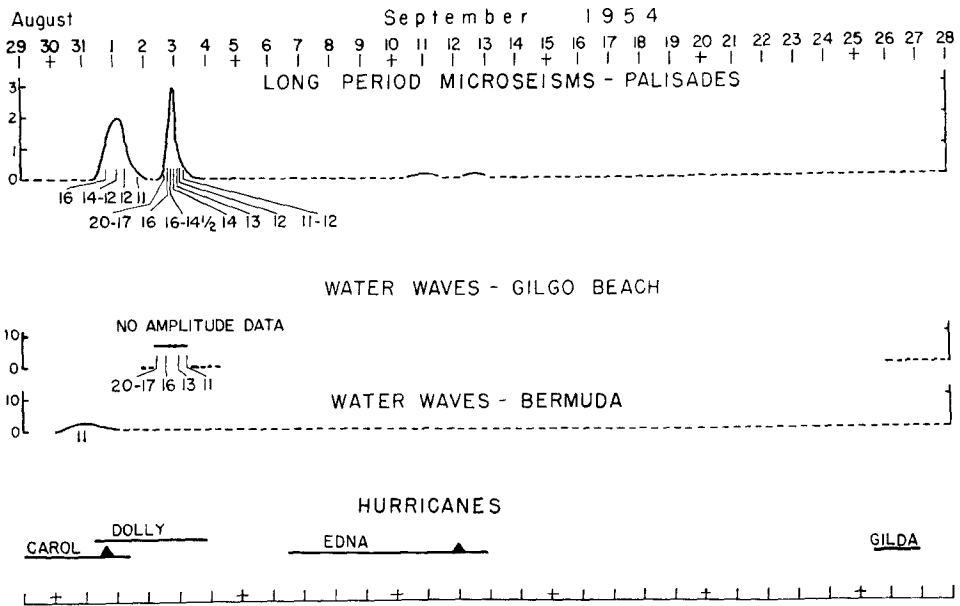 August September 1954
29 30 31 1 2 3 4 5 6 7 8 9 10 11 12 13 14 15 16 17 18 19 20 21 22 23 24 25 26 27 28
LONG PERIOD MICROSEISMS - PALISADES
3
2
1
0
16 14-12 12 11
20-17 16 16-14½ 14 13 12 11-12
WATER WAVES - GILGO BEACH
NO AMPLITUDE DATA
10
0
20-17 16 13 11
WATER WAVES - BERMUDA
10
0
11
HURRICANES
DOLLY
CAROL EDNA GILDA